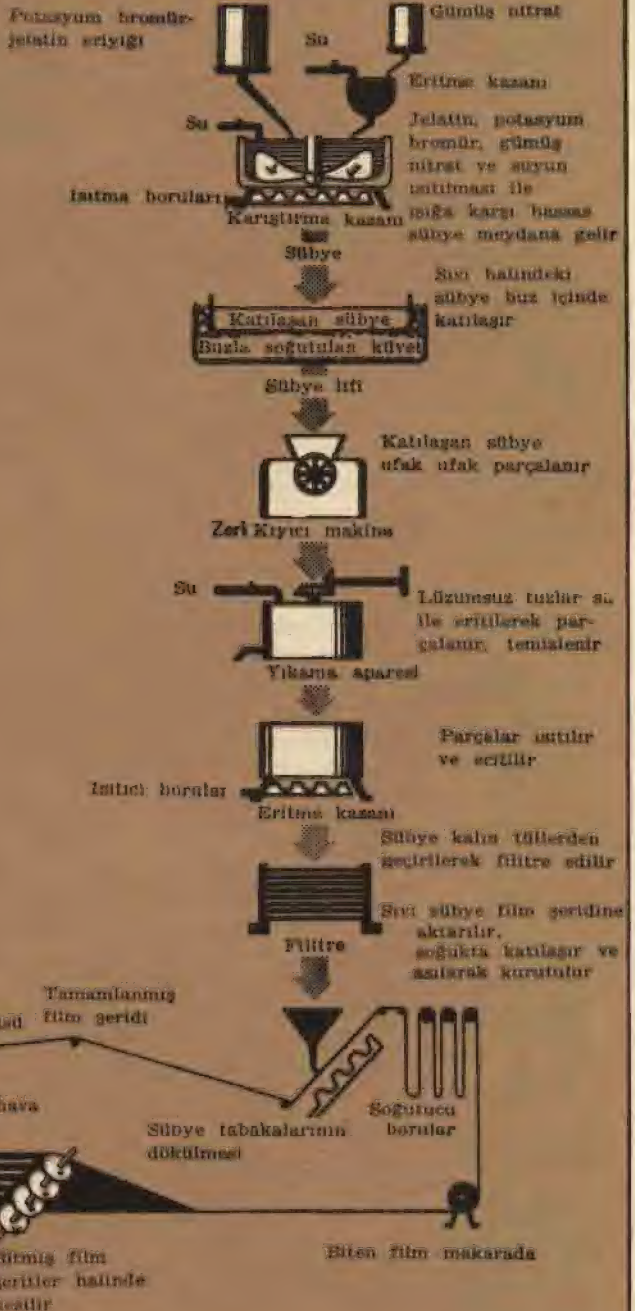 Potasyum bromür-
jelatin eriyiği
Gümüş nitrat
Su
Eritme kazanı
Su
Jelatin, potasyum
bromür, gümüş
nitrat ve suyun
ısıtılması ile
ışığa karşı hassas
sübye meydana gelir
Isıtma boruları
Karıştırma kazanı
Sübye
Sıvı halindeki
sübye buz içinde
katılaşır
Katılaşan sübye
Buzla soğutulan küvet
Sübye lifi
Katılaşan sübye
ufak ufak parçalanır
Zeri Kıyıcı makine
Su
Lüzumsuz tuzlar su
ile eritilerek par-
çalanır, temizlenir
Yıkama aparesi
Parçalar ısıtılır
ve eritilir
Isıtıcı borular
Eritme kazanı
Sübye kalın tüllerden
geçirilerek filitre edilir
Filitre
Sıvı sübye film şeridine
aktarılır,
soğukta katılaşır ve
asılarak kurutulur
Tamamlanmış
film şeridi
hava
Sübye tabakalarının
dökülmesi
Soğutucu
borular
Biten film makarada
film
şeritler halinde